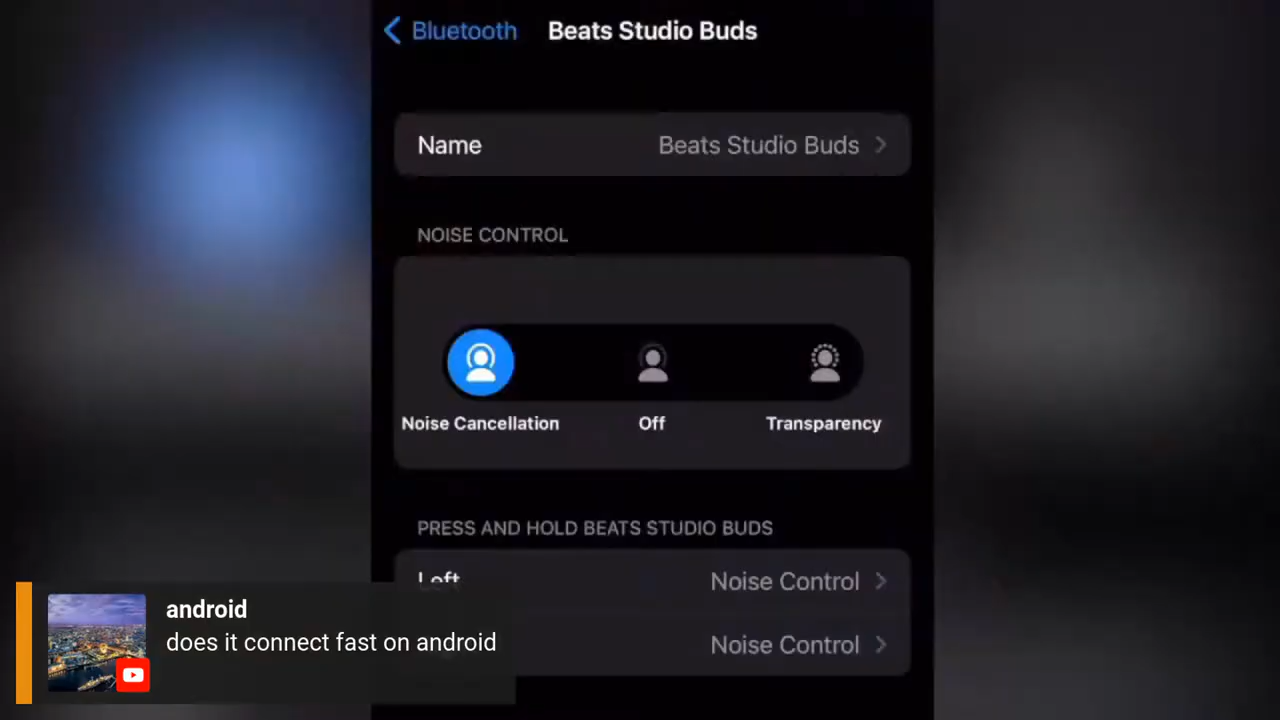 Bluetooth
Beats Studio Buds
Name
Beats Studio Buds
NOISE CONTROL
Noise Cancellation
Off
Transparency
PRESS AND HOLD BEATS STUDIO BUDS
Left
Noise Control
Noise Control
android
does it connect fast on android